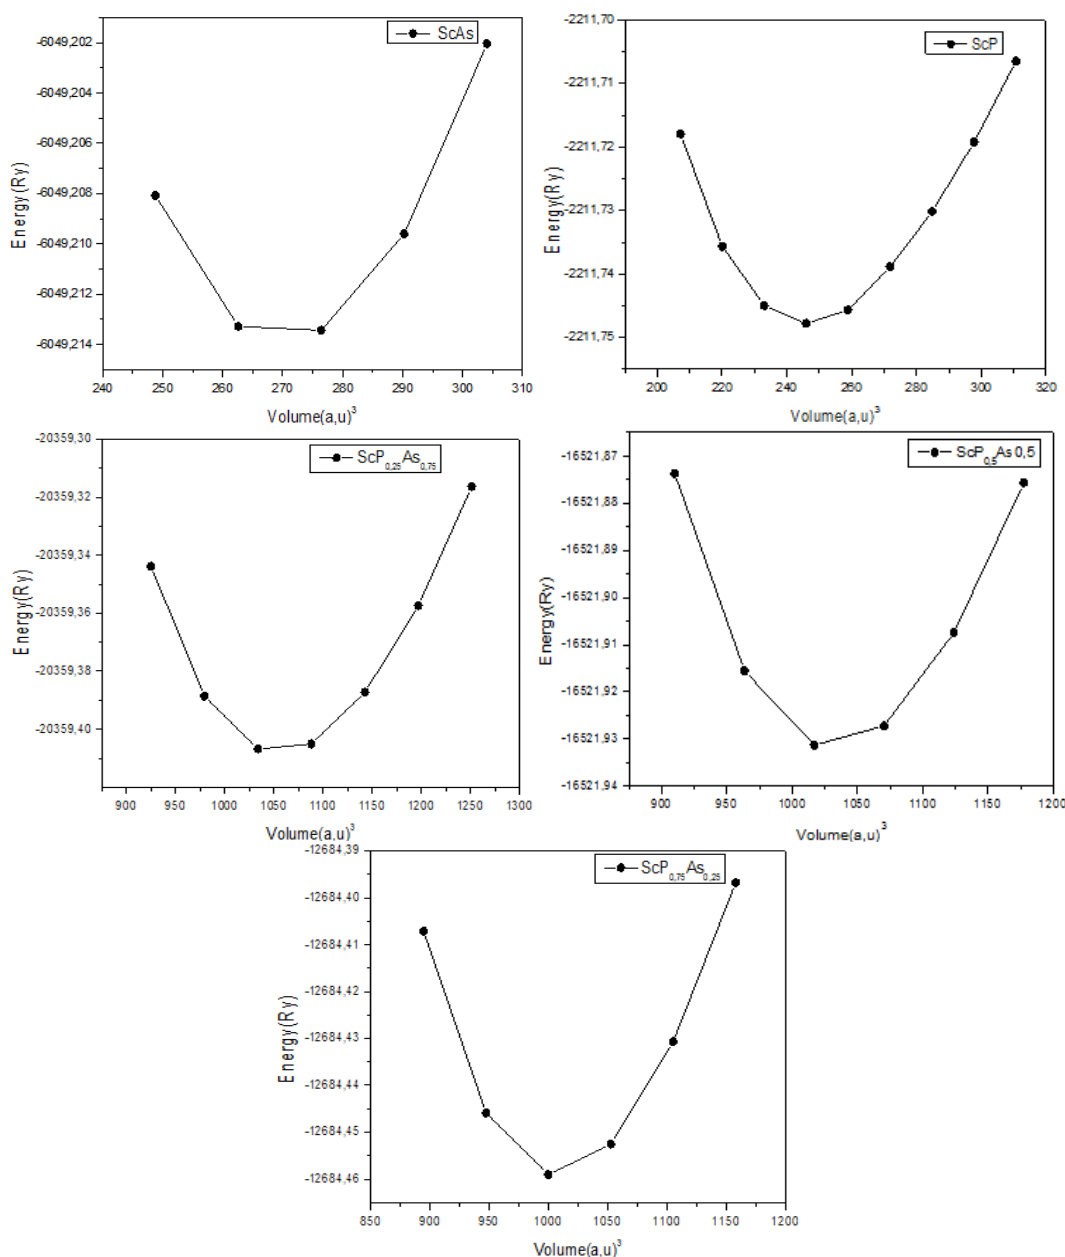 ScAs
-6049,202
-6049,204
-6049,206
-6049,208
-6049,210
-6049,212
-6049,214
Energy(Ry)
240 250 260 270 280 290 300 310
Volume(a,u)³
ScP
-2211,70
-2211,71
-2211,72
-2211,73
-2211,74
-2211,75
Energy(Ry)
200 220 240 260 280 300 320
Volume(a,u)³
ScP0,25As0,75
-20359,30
-20359,32
-20359,34
-20359,36
-20359,38
-20359,40
Energy(Ry)
900 950 1000 1050 1100 1150 1200 1250 1300
Volume(a,u)³
ScP0,5As 0,5
-16521,87
-16521,88
-16521,89
-16521,90
-16521,91
-16521,92
-16521,93
-16521,94
Energy(Ry)
900 950 1000 1050 1100 1150 1200
Volume(a,u)³
ScP0,75As0,25
-12684,39
-12684,40
-12684,41
-12684,42
-12684,43
-12684,44
-12684,45
-12684,46
Energy(Ry)
850 900 950 1000 1050 1100 1150 1200
Volume(a,u)³